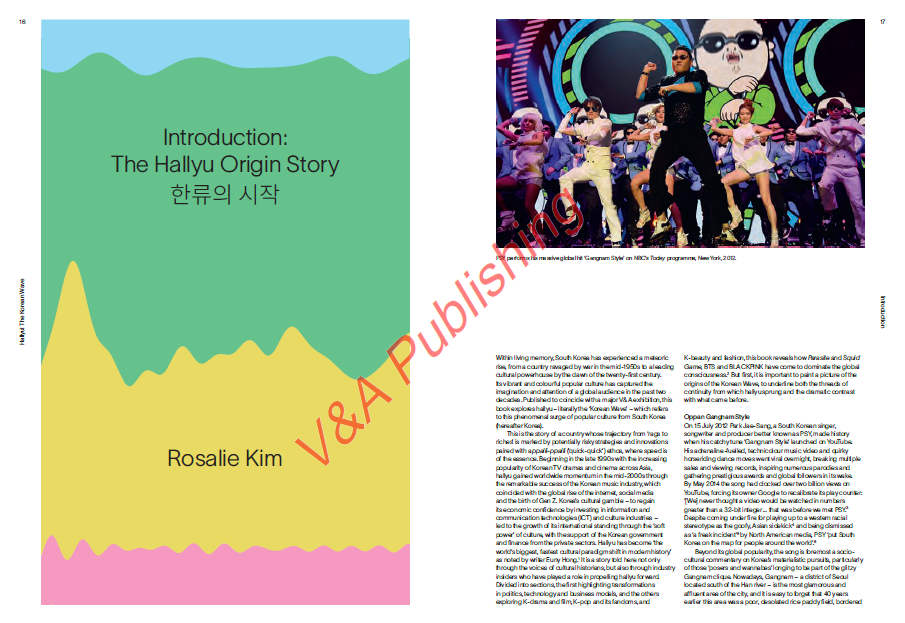 16
Introduction:
The Hallyu Origin Story
한류의 시작
Rosalie Kim
Hallyu! The Korean Wave
V&A Publishing
17
PSY performs his massive global hit 'Gangnam Style' on NBC's Today programme, New York, 2012.
Introduction
Within living memory, South Korea has experienced a meteoric
rise, from a country ravaged by war in the mid-1950s to a leading
cultural powerhouse by the dawn of the twenty-first century.
Its vibrant and colourful popular culture has captured the
imagination and attention of a global audience in the past two
decades. Published to coincide with a major V&A exhibition, this
book explores hallyu – literally the 'Korean Wave' – which refers
to this phenomenal surge of popular culture from South Korea
(hereafter Korea).
This is the story of a country whose trajectory from 'rags to
riches' is marked by potentially risky strategies and innovations
paired with appalli-ppalli ('quick-quick') ethos, where speed is
of the essence. Beginning in the late 1990s with the increasing
popularity of Korean TV dramas and cinema across Asia,
hallyu gained worldwide momentum in the mid-2000s through
the remarkable success of the Korean music industry, which
coincided with the global rise of the internet, social media
and the birth of Gen Z. Korea's cultural gamble – to regain
its economic confidence by investing in information and
communication technologies (ICT) and culture industries –
led to the growth of its international standing through the 'soft
power' of culture, with the support of the Korean government
and finance from the private sectors. Hallyu has become 'the
world's biggest, fastest cultural paradigm shift in modern history'
as noted by writer Euny Hong.¹ It is a story told here not only
through the voices of cultural historians, but also through industry
insiders who have played a role in propelling hallyu forward.
Divided into sections, the first highlighting transformations
in politics, technology and business models, and the others
exploring K-drama and film, K-pop and its fandoms, and
K-beauty and fashion, this book reveals how Parasite and Squid
Game, BTS and BLACKPINK have come to dominate the global
consciousness.² But first, it is important to paint a picture of the
origins of the Korean Wave, to underline both the threads of
continuity from which hallyu sprung and the dramatic contrast
with what came before.
Oppan Gangnam Style
On 15 July 2012 Park Jae-Sang, a South Korean singer,
songwriter and producer better known as PSY, made history
when his catchy tune 'Gangnam Style' launched on YouTube.
His adrenaline-fuelled, technicolour music video and quirky
horseriding dance moves went viral overnight, breaking multiple
sales and viewing records, inspiring numerous parodies and
gathering prestigious awards and global followers in its wake.
By May 2014 the song had clocked over two billion views on
YouTube, forcing its owner Google to recalibrate its play counter:
'[We] never thought a video would be watched in numbers
greater than a 32-bit integer ... that was before we met PSY.'³
Despite coming under fire for playing up to a western racial
stereotype as the goofy, Asian sidekick⁴ and being dismissed
as 'a freak incident'⁵ by North American media, PSY 'put South
Korea on the map for people around the world'.⁶
Beyond its global popularity, the song is foremost a socio-
cultural commentary on Korea's materialistic pursuits, particularly
of those 'posers and wannabes' longing to be part of the glitzy
Gangnam clique. Nowadays, Gangnam – a district of Seoul
located south of the Han river – is the most glamorous and
affluent area of the city, and it is easy to forget that 40 years
earlier this area was a poor, desolated rice paddy field, bordered